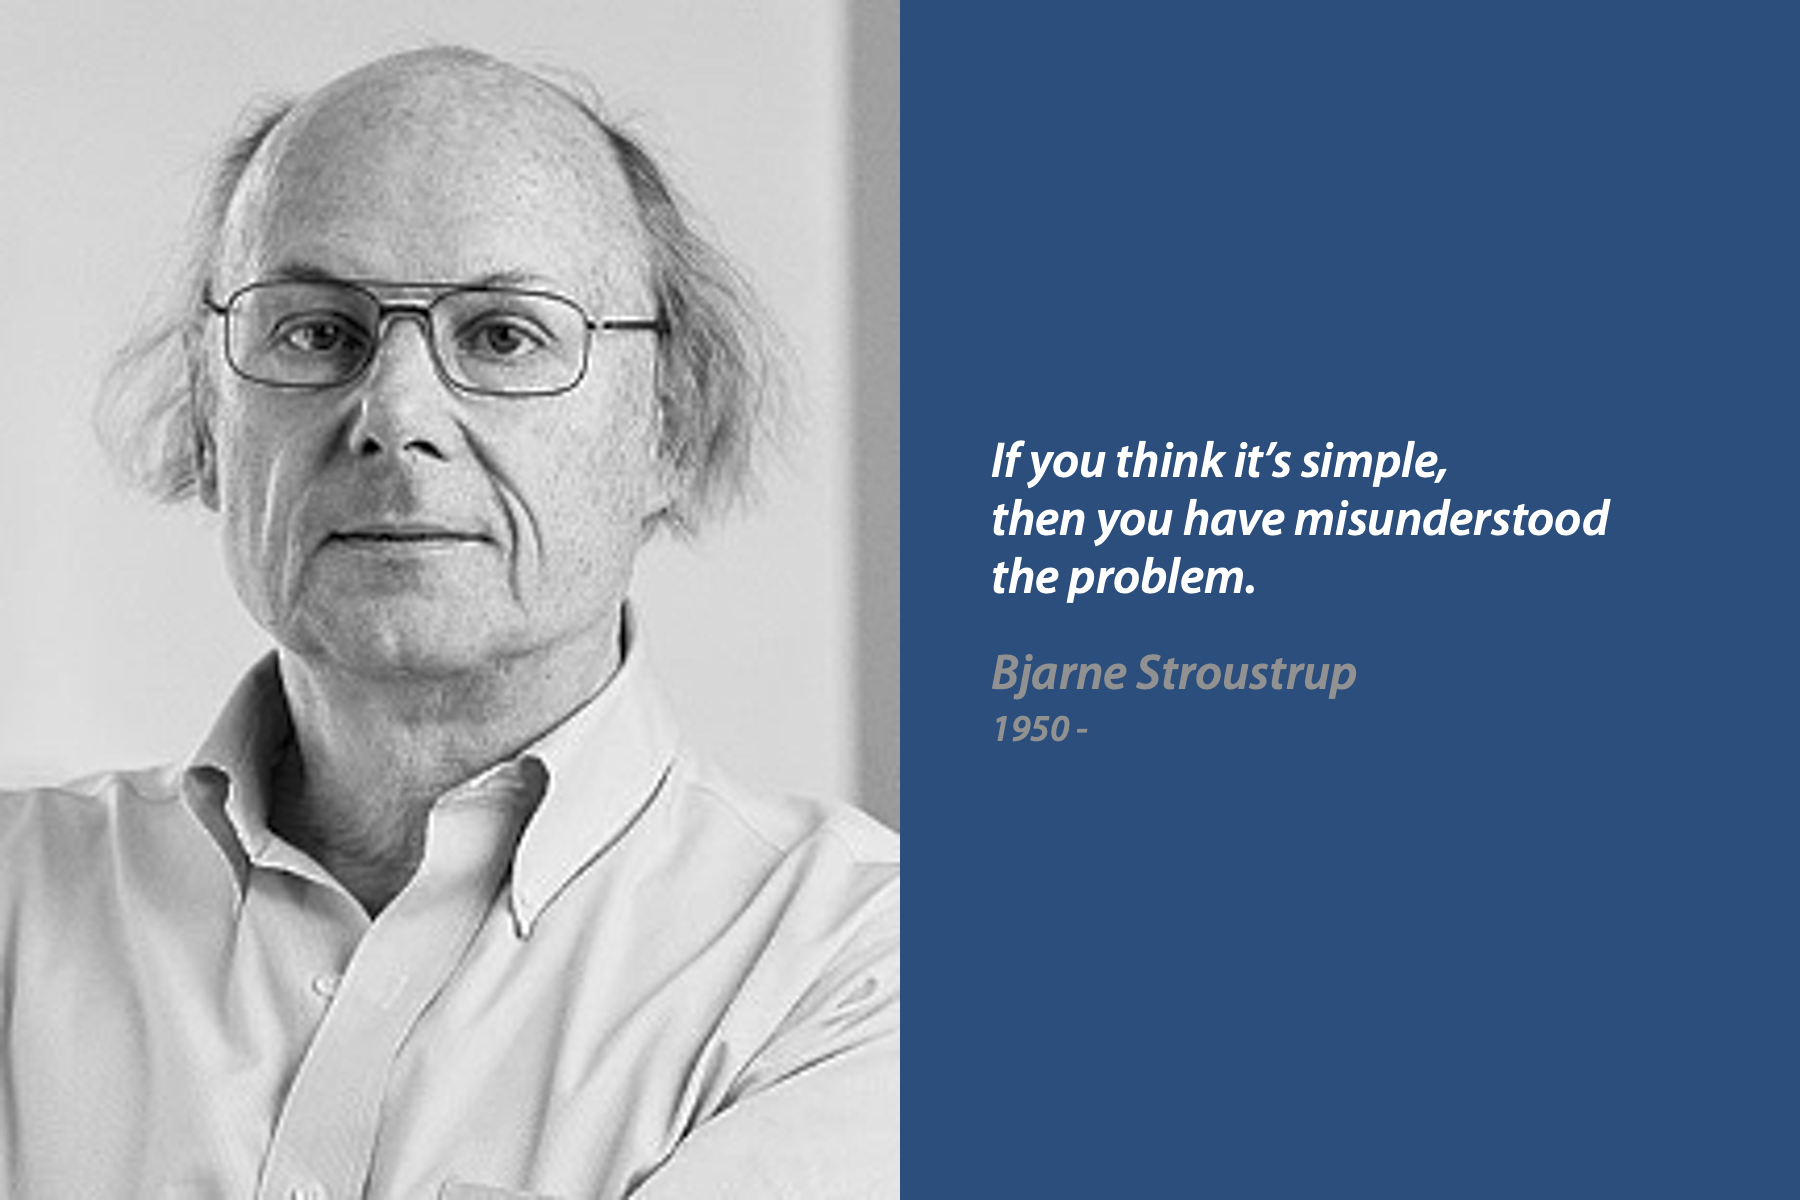 If you think it’s simple,
then you have misunderstood
the problem.
Bjarne Stroustrup
1950 -